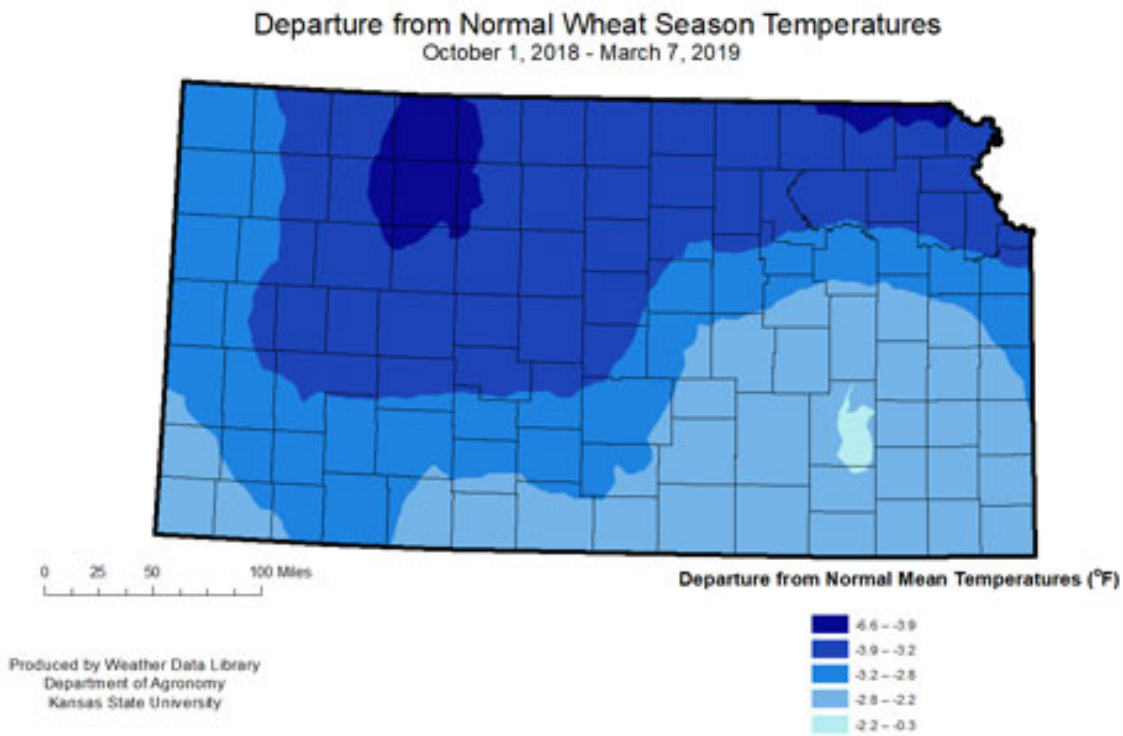 Departure from Normal Wheat Season Temperatures
October 1, 2018 - March 7, 2019
0 25 50 100 Miles
Departure from Normal Mean Temperatures (°F)
-6.6 – -3.9
-3.9 – -3.2
-3.2 – -2.8
-2.8 – -2.2
-2.2 – -0.3
Produced by Weather Data Library
Department of Agronomy
Kansas State University